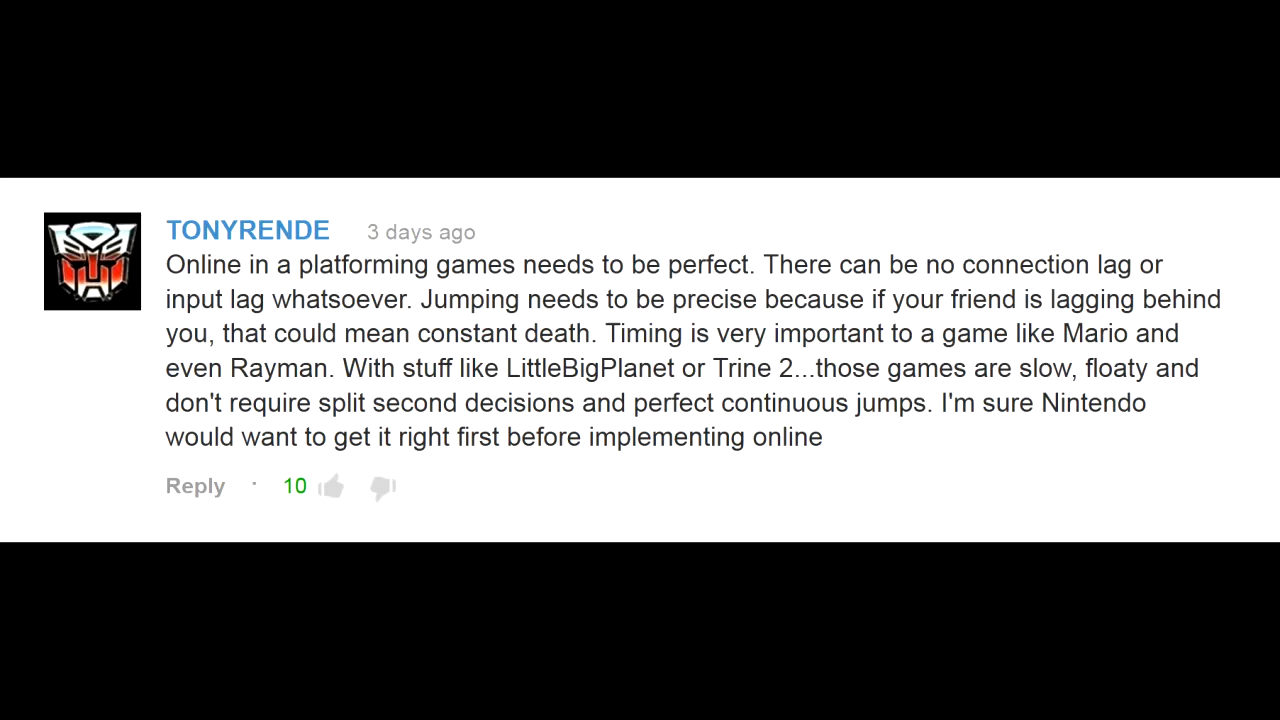 TONYRENDE 3 days ago
Online in a platforming games needs to be perfect. There can be no connection lag or
input lag whatsoever. Jumping needs to be precise because if your friend is lagging behind
you, that could mean constant death. Timing is very important to a game like Mario and
even Rayman. With stuff like LittleBigPlanet or Trine 2...those games are slow, floaty and
don't require split second decisions and perfect continuous jumps. I'm sure Nintendo
would want to get it right first before implementing online
Reply · 10